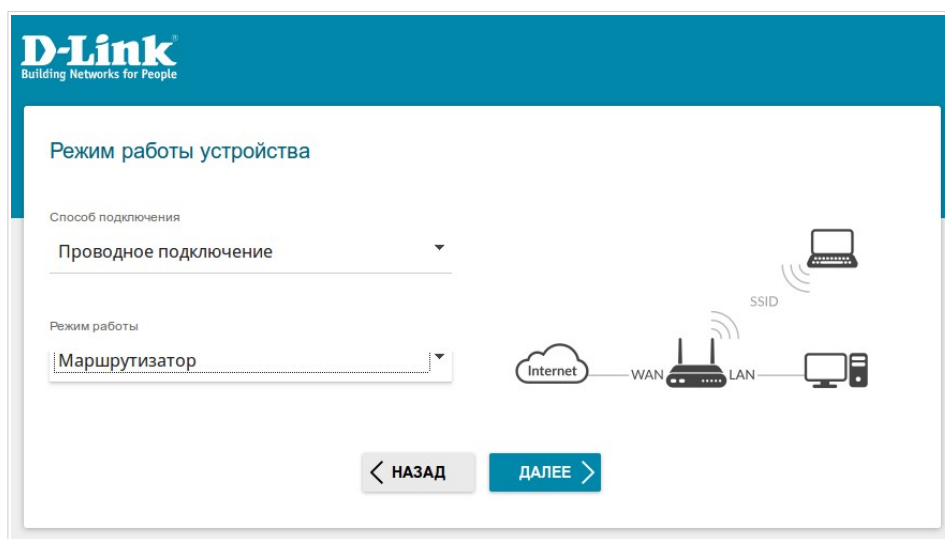 D-Link®
Building Networks for People
Режим работы устройства
Способ подключения
Проводное подключение
Режим работы
Маршрутизатор
SSID
Internet
WAN
LAN
НАЗАД
ДАЛЕЕ